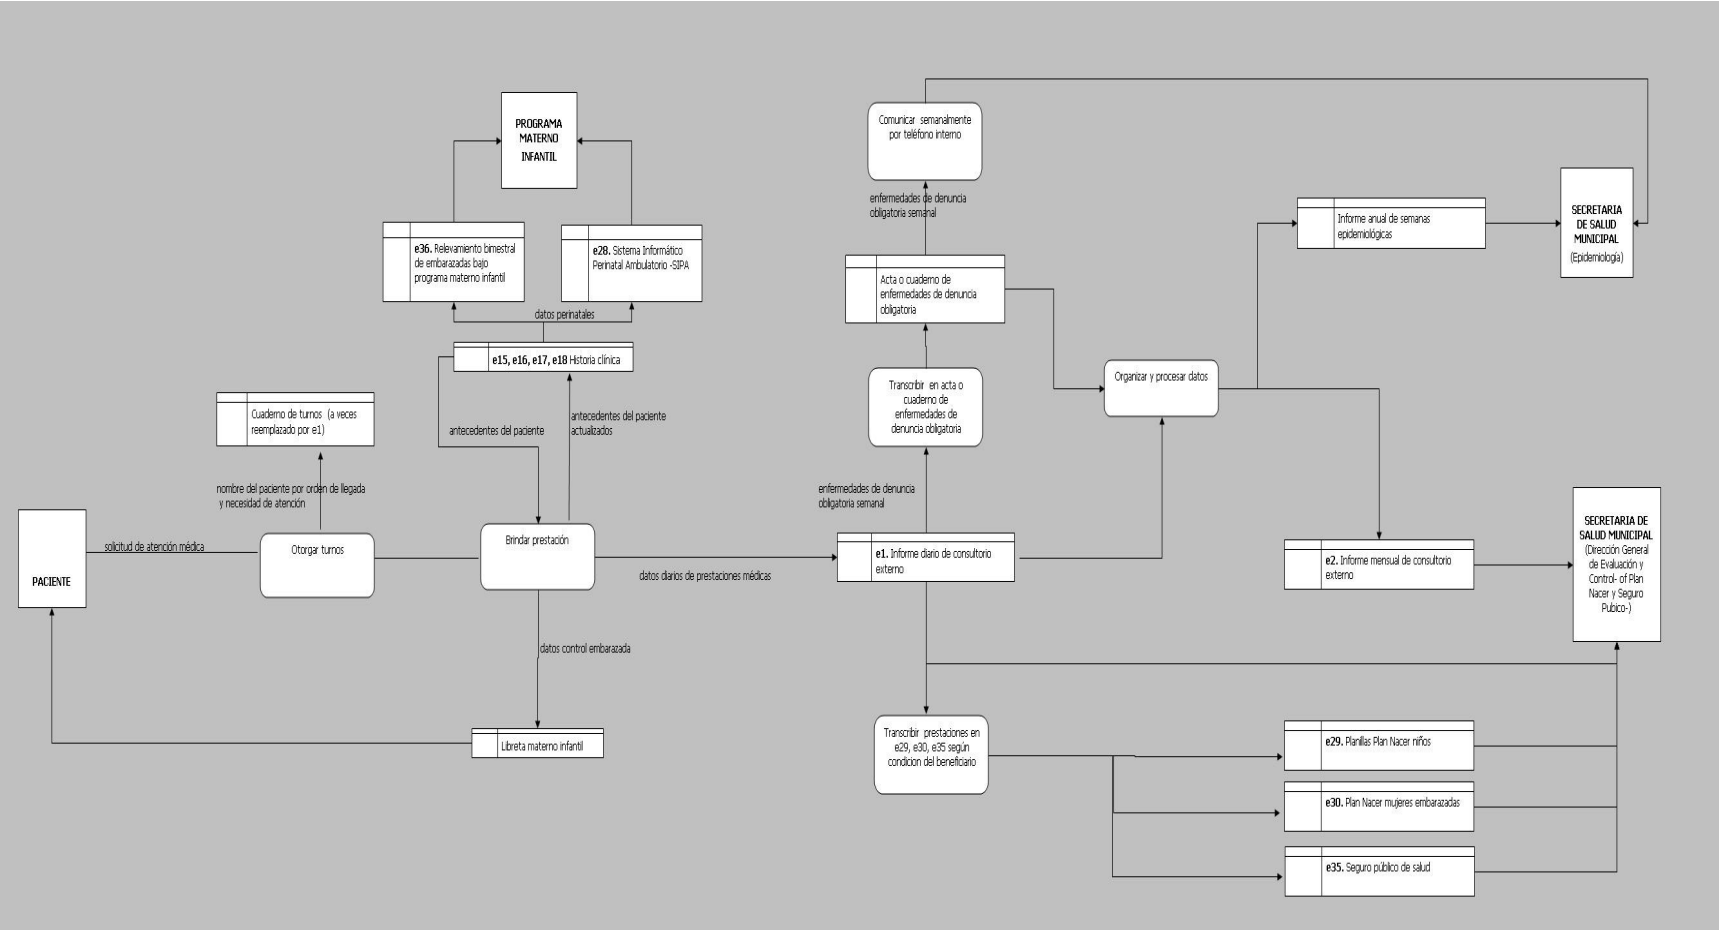 PROGRAMA
MATERNO
INFANTIL
e36. Relevamiento bimestral
de embarazadas bajo
programa materno infantil
e28. Sistema Informático
Perinatal Ambulatorio -SIPA
datos perinatales
e15, e16, e17, e18 Historia clínica
Cuaderno de turnos (a veces
reemplazado por e1)
antecedentes del paciente
antecedentes del paciente
actualizados
nombre del paciente por orden de llegada
y necesidad de atención
PACIENTE
solicitud de atención médica
Otorgar turnos
Brindar prestación
datos diarios de prestaciones médicas
datos control embarazada
Libreta materno infantil
Comunicar semanalmente
por teléfono interno
enfermedades de denuncia
obligatoria semanal
Acta o cuaderno de
enfermedades de denuncia
obligatoria
Transcribir en acta o
cuaderno de
enfermedades de
denuncia obligatoria
enfermedades de denuncia
obligatoria semanal
e1. Informe diario de consultorio
externo
Organizar y procesar datos
Informe anual de semanas
epidemiológicas
SECRETARIA
DE SALUD
MUNICIPAL
(Epidemiología)
e2. Informe mensual de consultorio
externo
SECRETARIA DE
SALUD MUNICIPAL
(Dirección General
de Evaluación y
Control- of Plan
Nacer y Seguro
Pubico-)
Transcribir prestaciones en
e29, e30, e35 según
condicion del beneficiario
e29. Planillas Plan Nacer niños
e30. Plan Nacer mujeres embarazadas
e35. Seguro público de salud